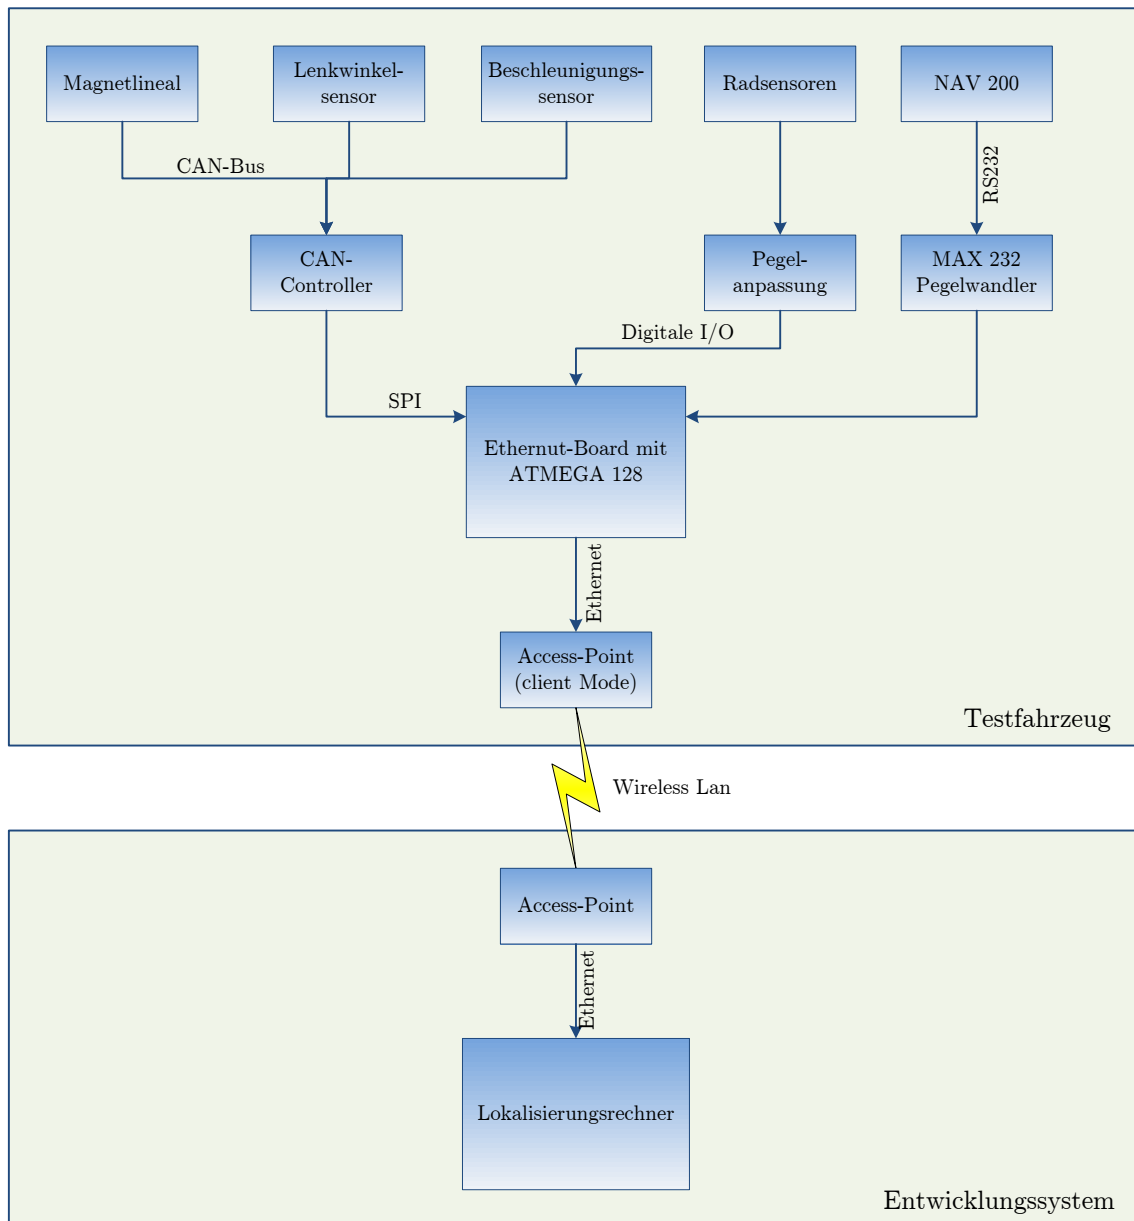 Magnetlineal
Lenkwinkel-
sensor
Beschleunigungs-
sensor
Radsensoren
NAV 200
CAN-Bus
RS232
CAN-
Controller
Pegel-
anpassung
MAX 232
Pegelwandler
Digitale I/O
SPI
Ethernut-Board mit
ATMEGA 128
Ethernet
Access-Point
(client Mode)
Testfahrzeug
Wireless Lan
Access-Point
Ethernet
Lokalisierungsrechner
Entwicklungssystem